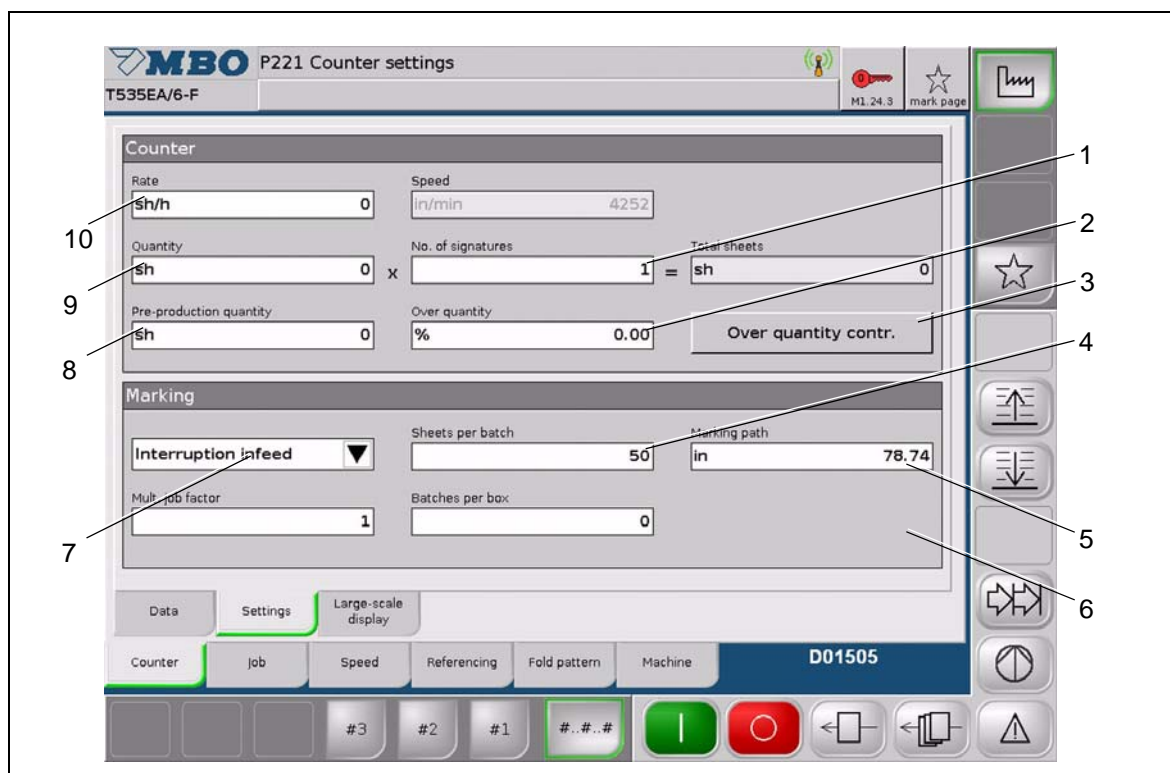 MBO
P221 Counter settings
T535EA/6-F
M1.24.3
mark page
Counter
Rate
sh/h 0
Speed
in/min 4252
Quantity
sh 0
x
No. of signatures
1
=
Total sheets
sh 0
Pre-production quantity
sh 0
Over quantity
% 0.00
Over quantity contr.
Marking
Interruption infeed
Sheets per batch
50
Marking path
in 78.74
Mult. job factor
1
Batches per box
0
Data
Settings
Large-scale
display
Counter
Job
Speed
Referencing
Fold pattern
Machine
D01505
#3
#2
#1
#..#..#
1
2
3
4
5
6
7
8
9
10